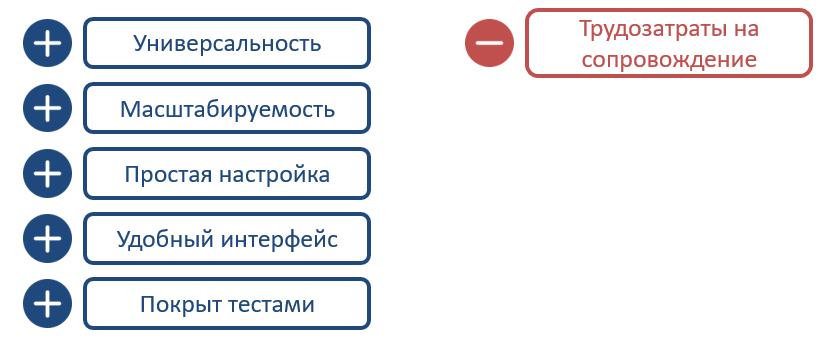 Универсальность
Масштабируемость
Простая настройка
Удобный интерфейс
Покрыт тестами
Трудозатраты на
сопровождение